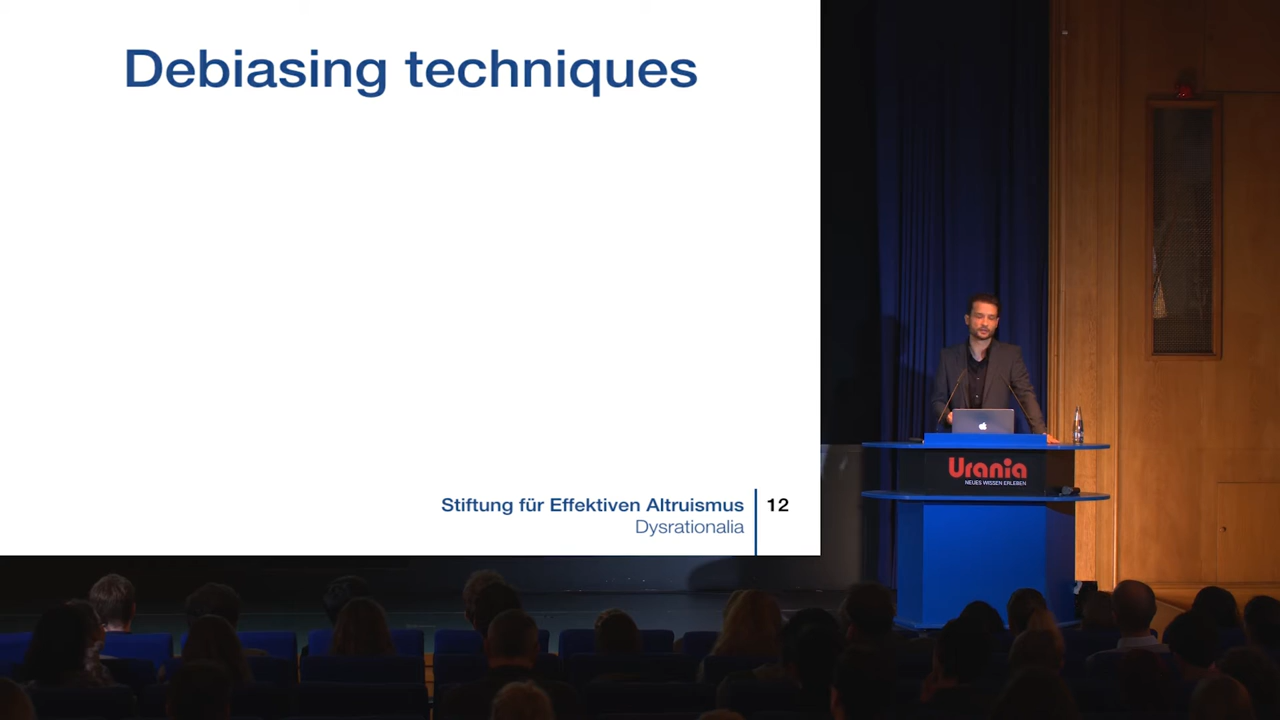 Debiasing techniques
Stiftung für Effektiven Altruismus
Dysrationalia
12
Urania
NEUES WISSEN ERLEBEN